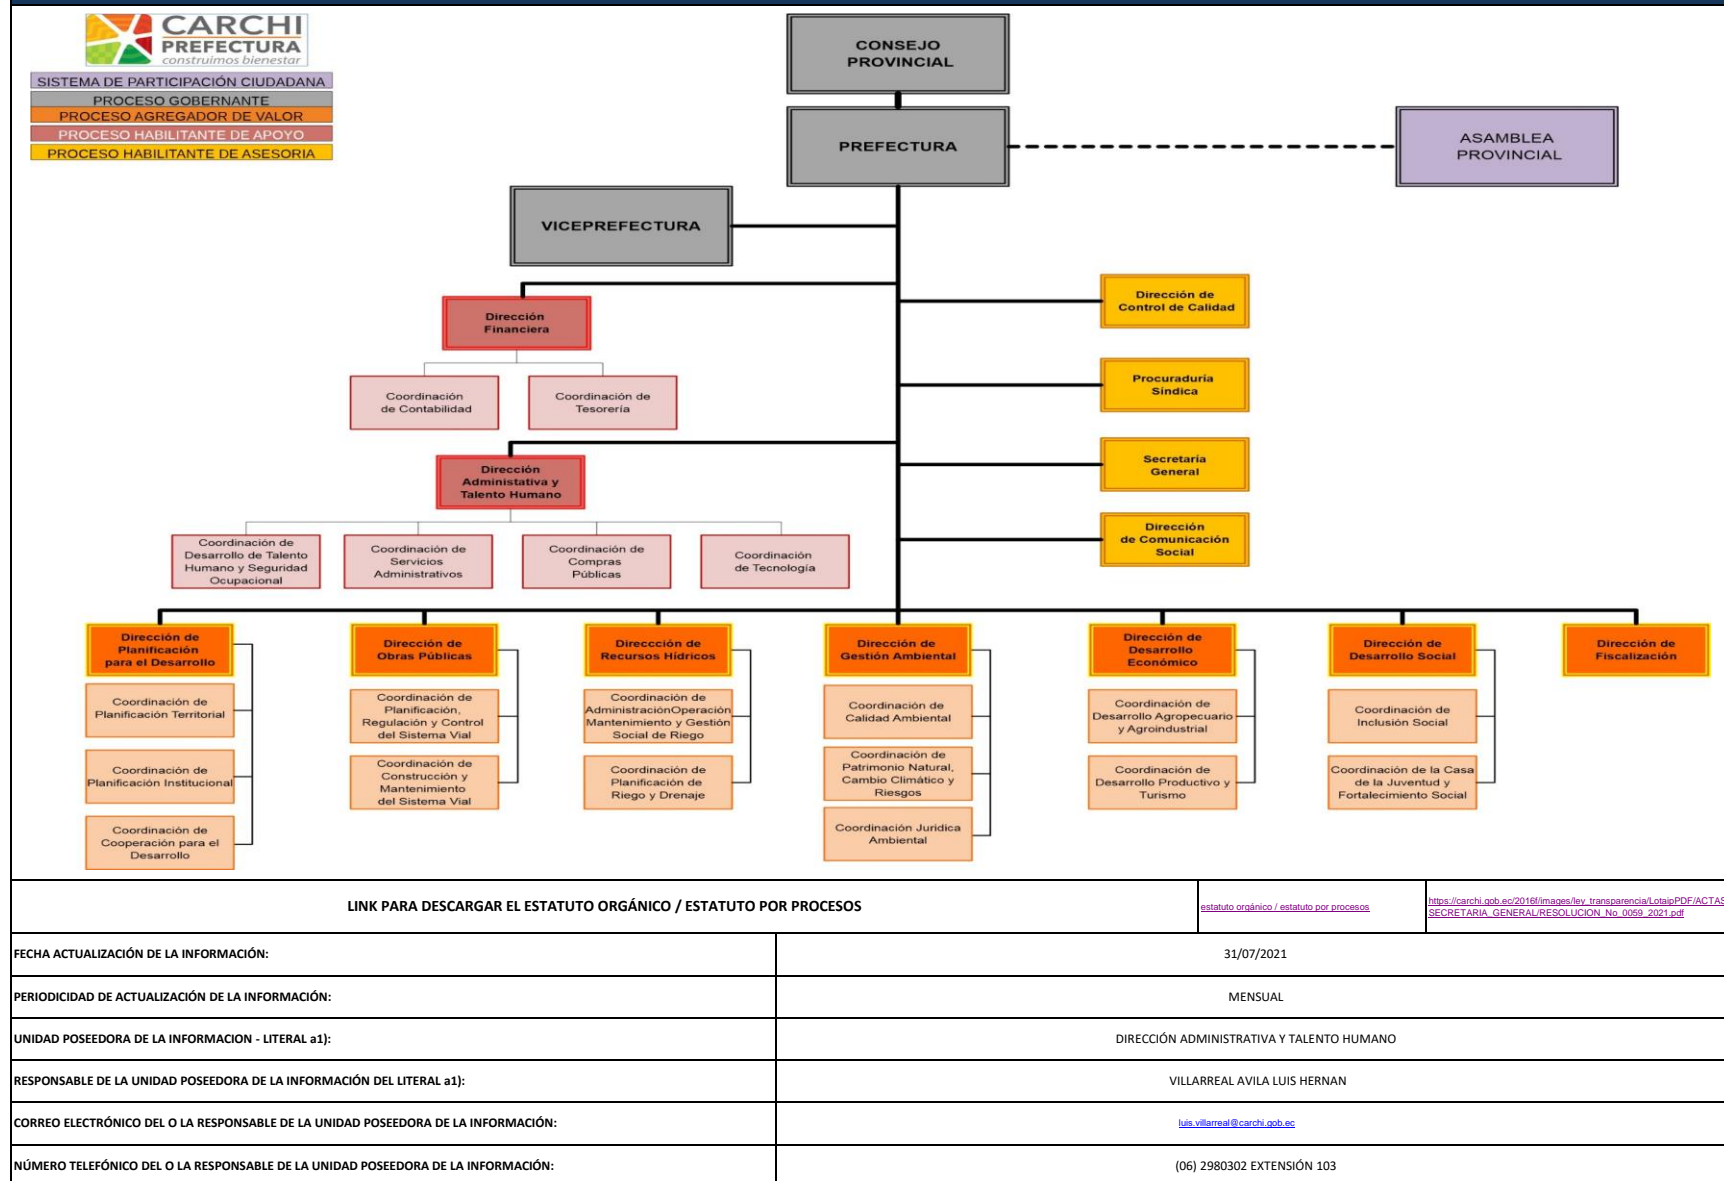 CARCHI
PREFECTURA
construimos bienestar
SISTEMA DE PARTICIPACIÓN CIUDADANA
PROCESO GOBERNANTE
PROCESO AGREGADOR DE VALOR
PROCESO HABILITANTE DE APOYO
PROCESO HABILITANTE DE ASESORIA
CONSEJO
PROVINCIAL
PREFECTURA
ASAMBLEA
PROVINCIAL
VICEPREFECTURA
Dirección
Financiera
Coordinación
de Contabilidad
Coordinación de
Tesorería
Dirección de
Control de Calidad
Procuraduría
Síndica
Secretaría
General
Dirección
de Comunicación
Social
Dirección
Administativa y
Talento Humano
Coordinación de
Desarrollo de Talento
Humano y Seguridad
Ocupacional
Coordinación de
Servicios
Administrativos
Coordinación de
Compras
Públicas
Coordinación
de Tecnología
Dirección de
Planificación
para el Desarrollo
Coordinación de
Planificación Territorial
Coordinación de
Planificación Institucional
Coordinación de
Cooperación para el
Desarrollo
Dirección de
Obras Públicas
Coordinación de
Planificación,
Regulación y Control
del Sistema Vial
Coordinación de
Construcción y
Mantenimiento
del Sistema Vial
Direccción de
Recursos Hídricos
Coordinación de
AdministraciónOperación
Mantenimiento y Gestión
Social de Riego
Coordinación de
Planificación de
Riego y Drenaje
Dirección de
Gestión Ambiental
Coordinación de
Calidad Ambiental
Coordinación de
Patrimonio Natural,
Cambio Climático y
Riesgos
Coordinación Jurídica
Ambiental
Dirección de
Desarrollo
Económico
Coordinación de
Desarrollo Agropecuario
y Agroindustrial
Coordinación de
Desarrollo Productivo y
Turismo
Dirección de
Desarrollo Social
Coordinación de
Inclusión Social
Coordinación de la Casa
de la Juventud y
Fortalecimiento Social
Dirección de
Fiscalización
LINK PARA DESCARGAR EL ESTATUTO ORGÁNICO / ESTATUTO POR PROCESOS
estatuto orgánico / estatuto por procesos
https://carchi.gob.ec/2016f/images/ley_transparencia/LotaipPDF/ACTAS
SECRETARIA_GENERAL/RESOLUCION_No_0059_2021.pdf
FECHA ACTUALIZACIÓN DE LA INFORMACIÓN:
31/07/2021
PERIODICIDAD DE ACTUALIZACIÓN DE LA INFORMACIÓN:
MENSUAL
UNIDAD POSEEDORA DE LA INFORMACION - LITERAL a1):
DIRECCIÓN ADMINISTRATIVA Y TALENTO HUMANO
RESPONSABLE DE LA UNIDAD POSEEDORA DE LA INFORMACIÓN DEL LITERAL a1):
VILLARREAL AVILA LUIS HERNAN
CORREO ELECTRÓNICO DEL O LA RESPONSABLE DE LA UNIDAD POSEEDORA DE LA INFORMACIÓN:
luis.villarreal@carchi.gob.ec
NÚMERO TELEFÓNICO DEL O LA RESPONSABLE DE LA UNIDAD POSEEDORA DE LA INFORMACIÓN:
(06) 2980302 EXTENSIÓN 103